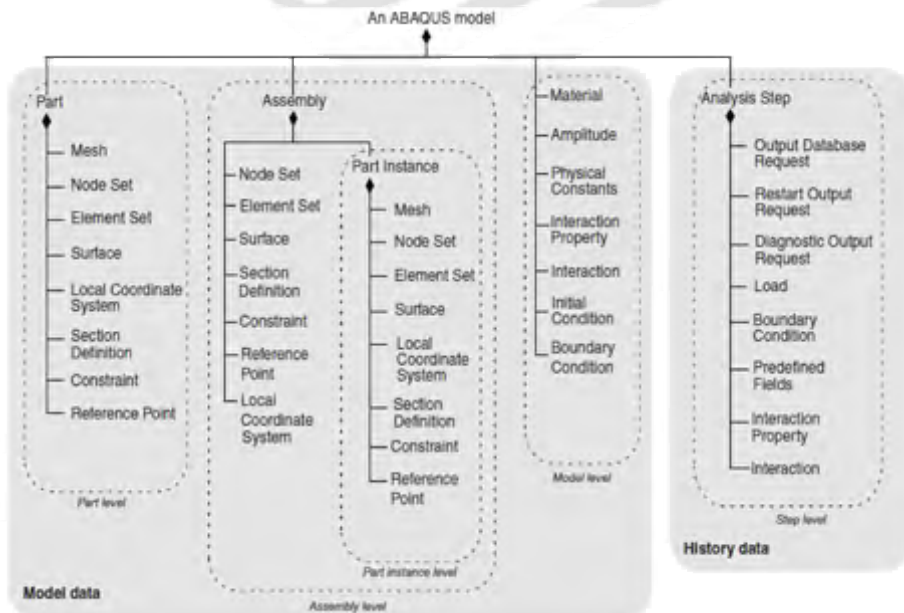 An ABAQUS model
Part
Mesh
Node Set
Element Set
Surface
Local Coordinate
System
Section
Definition
Constraint
Reference Point
Part level
Assembly
Node Set
Element Set
Surface
Section
Definition
Constraint
Reference
Point
Local
Coordinate
System
Part Instance
Mesh
Node Set
Element Set
Surface
Local
Coordinate
System
Section
Definition
Constraint
Reference
Point
Part instance level
Assembly level
Material
Amplitude
Physical
Constants
Interaction
Property
Interaction
Initial
Condition
Boundary
Condition
Model level
Model data
Analysis Step
Output Database
Request
Restart Output
Request
Diagnostic Output
Request
Load
Boundary
Condition
Predefined
Fields
Interaction
Property
Interaction
Step level
History data